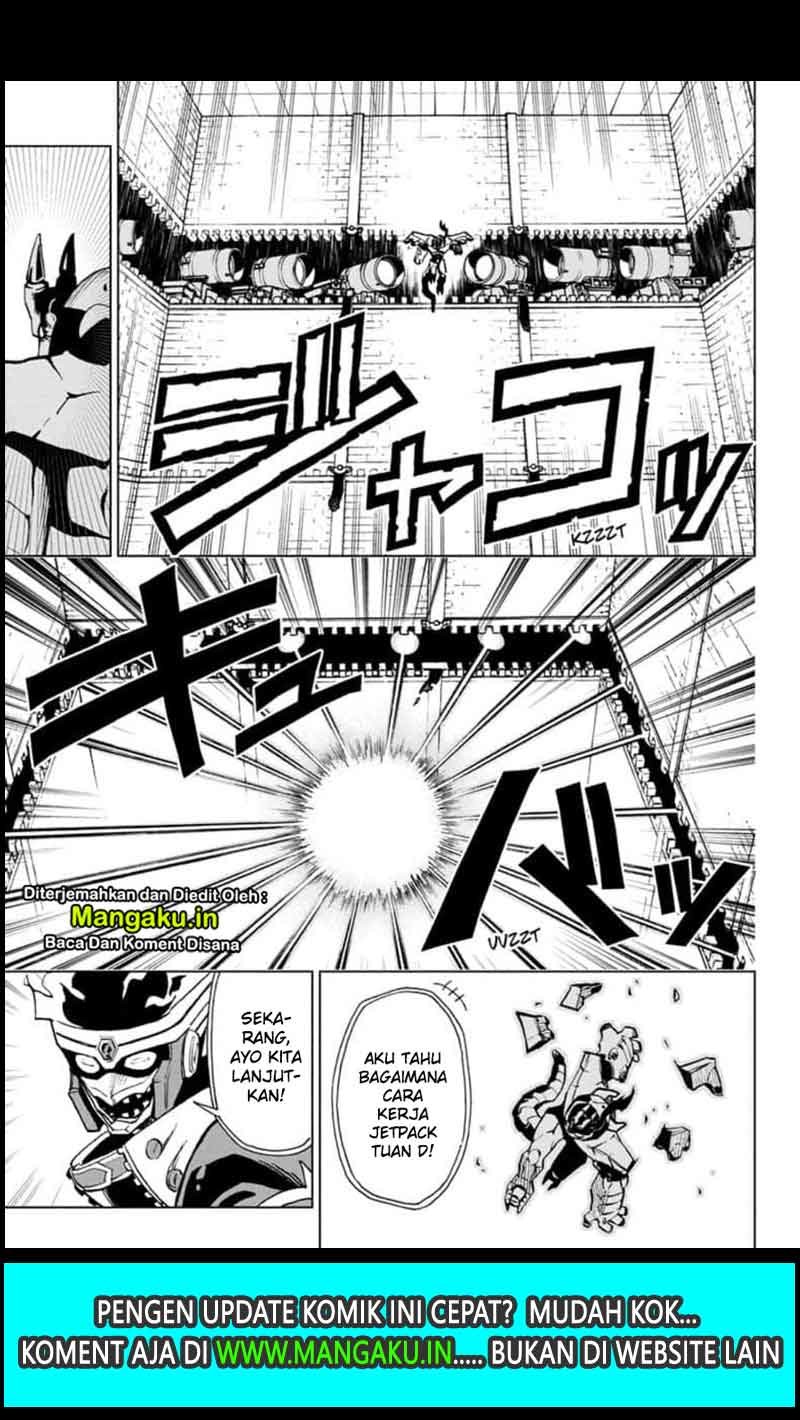 ジャコッ
KZZZT
キュ
バッ
VVZZT
Diterjemahkan dan Diedit Oleh :
Mangaku.in
Baca Dan Koment Disana
AKU TAHU
BAGAIMANA
CARA
KERJA
JETPACK
TUAN D!
SEKA-
RANG,
AYO KITA
LANJUT-
KAN!
PENGEN UPDATE KOMIK INI CEPAT? MUDAH KOK...
KOMENT AJA DI WWW.MANGAKU.IN..... BUKAN DI WEBSITE LAIN